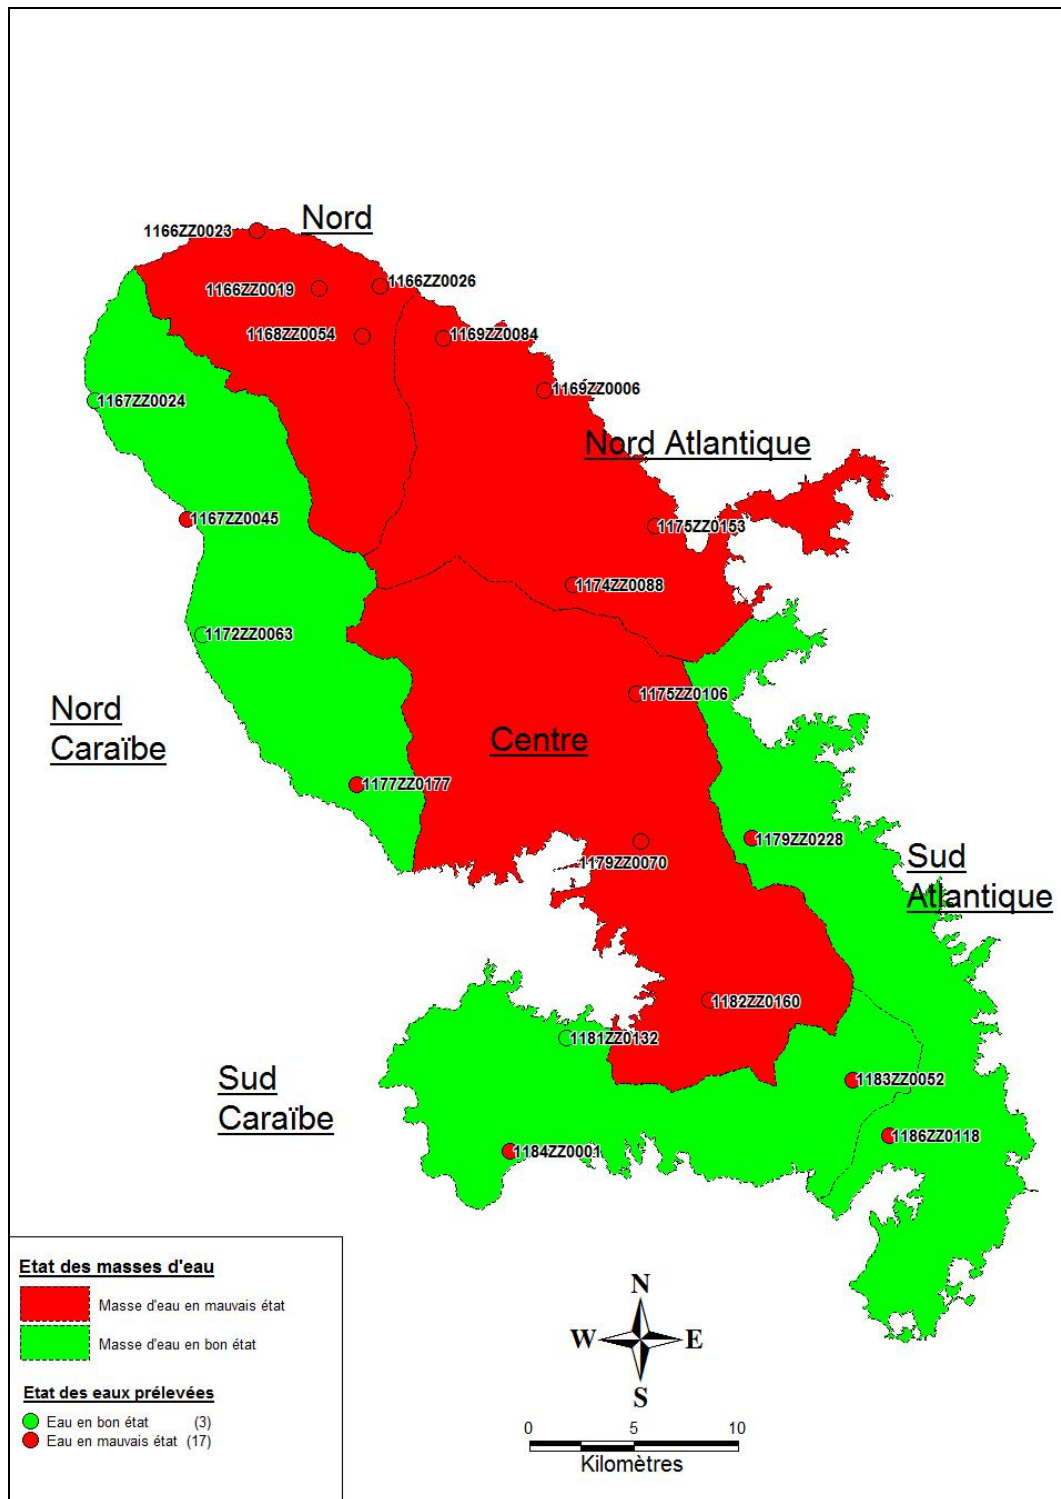 Nord
1166ZZ0023
1166ZZ0019
1166ZZ0026
1168ZZ0054
1169ZZ0084
1167ZZ0024
1169ZZ0006
Nord Atlantique
1167ZZ0045
1175ZZ0153
1174ZZ0088
1172ZZ0063
1175ZZ0106
Nord
Caraïbe
Centre
1177ZZ0177
1179ZZ0228
1179ZZ0070
Sud
Atlantique
1182ZZ0160
1181ZZ0132
Sud
Caraïbe
1183ZZ0052
1186ZZ0118
1184ZZ0001
Etat des masses d'eau
Masse d'eau en mauvais état
Masse d'eau en bon état
Etat des eaux prélevées
Eau en bon état (3)
Eau en mauvais état (17)
N
W E
S
0 5 10
Kilomètres